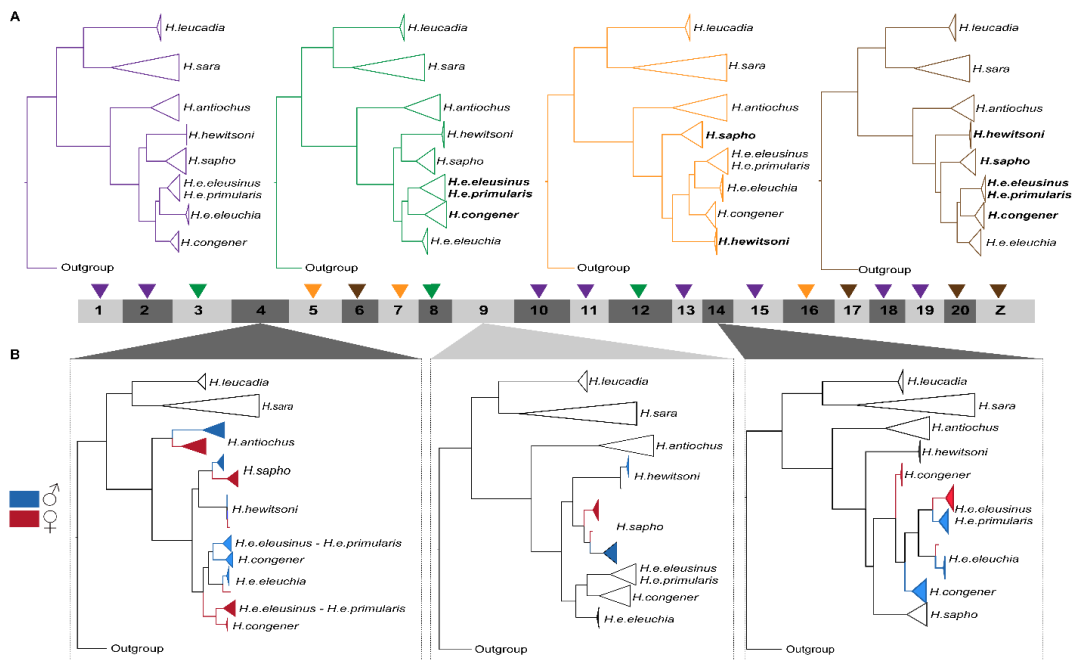 A
H.leucadia
H.sara
H.antiochus
H.hewitsoni
H.sapho
H.e.eleusinus
H.e.primularis
H.e.eleuchia
H.congener
Outgroup
H.leucadia
H.sara
H.antiochus
H.hewitsoni
H.sapho
H.e.eleusinus
H.e.primularis
H.congener
H.e.eleuchia
Outgroup
H.leucadia
H.sara
H.antiochus
H.sapho
H.e.eleusinus
H.e.primularis
H.e.eleuchia
H.congener
H.hewitsoni
Outgroup
H.leucadia
H.sara
H.antiochus
H.hewitsoni
H.sapho
H.e.eleusinus
H.e.primularis
H.congener
H.e.eleuchia
Outgroup
1 2 3 4 5 6 7 8 9 10 11 12 13 14 15 16 17 18 19 20 Z
B
♂
♀
H.leucadia
H.sara
H.antiochus
H.sapho
H.hewitsoni
H.e.eleusinus - H.e.primularis
H.congener
H.e.eleuchia
H.e.eleusinus - H.e.primularis
H.congener
Outgroup
H.leucadia
H.sara
H.antiochus
H.hewitsoni
H.sapho
H.e.eleusinus
H.e.primularis
H.congener
H.e.eleuchia
Outgroup
H.leucadia
H.sara
H.antiochus
H.hewitsoni
H.congener
H.e.eleusinus
H.e.primularis
H.e.eleuchia
H.congener
H.sapho
Outgroup